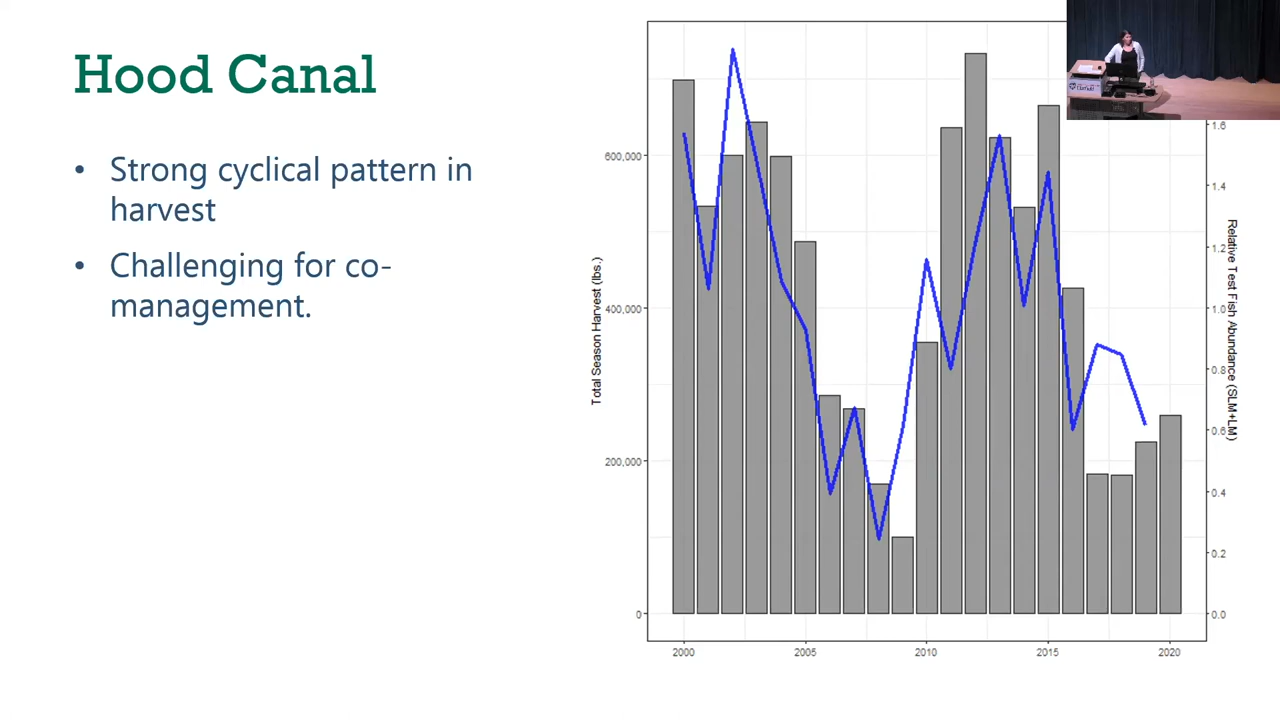 Hood Canal
• Strong cyclical pattern in
harvest
• Challenging for co-
management.
Total Season Harvest (lbs.)
600,000
400,000
200,000
0
2000
2005
2010
2015
2020
1.6
1.4
1.2
1.0
0.8
0.6
0.4
0.2
0.0
Relative Test Fish Abundance (SLM+LM)